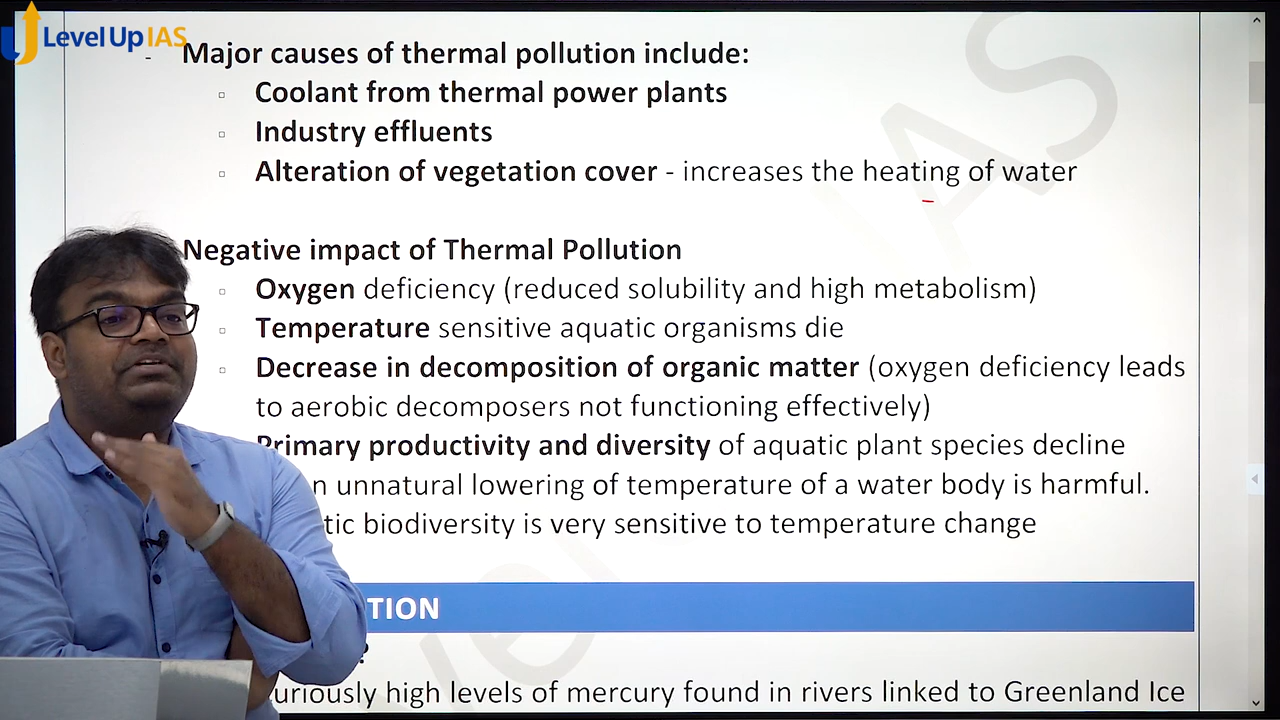 Level Up IAS
- Major causes of thermal pollution include:
Coolant from thermal power plants
Industry effluents
Alteration of vegetation cover - increases the heating of water
Negative impact of Thermal Pollution
Oxygen deficiency (reduced solubility and high metabolism)
Temperature sensitive aquatic organisms die
Decrease in decomposition of organic matter (oxygen deficiency leads
to aerobic decomposers not functioning effectively)
Primary productivity and diversity of aquatic plant species decline
unnatural lowering of temperature of a water body is harmful.
biodiversity is very sensitive to temperature change
TION
high levels of mercury found in rivers linked to Greenland Ice
IAS